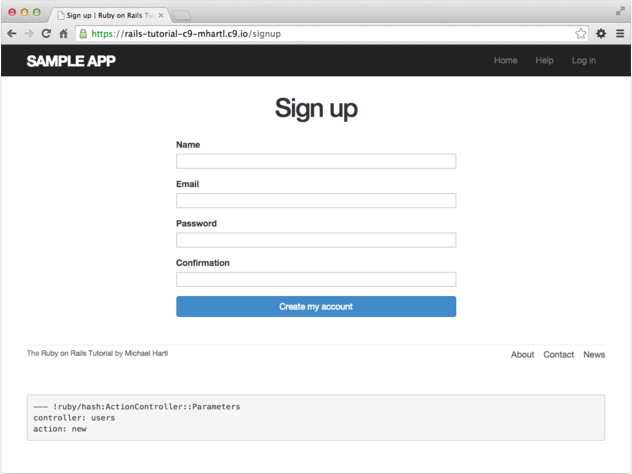 Sign up | Ruby on Rails Tu
https://rails-tutorial-c9-mhartl.c9.io/signup
SAMPLE APP Home Help Log in
Sign up
Name
Email
Password
Confirmation
Create my account
The Ruby on Rails Tutorial by Michael Hartl About Contact News
--- !ruby/hash:ActionController::Parameters
controller: users
action: new